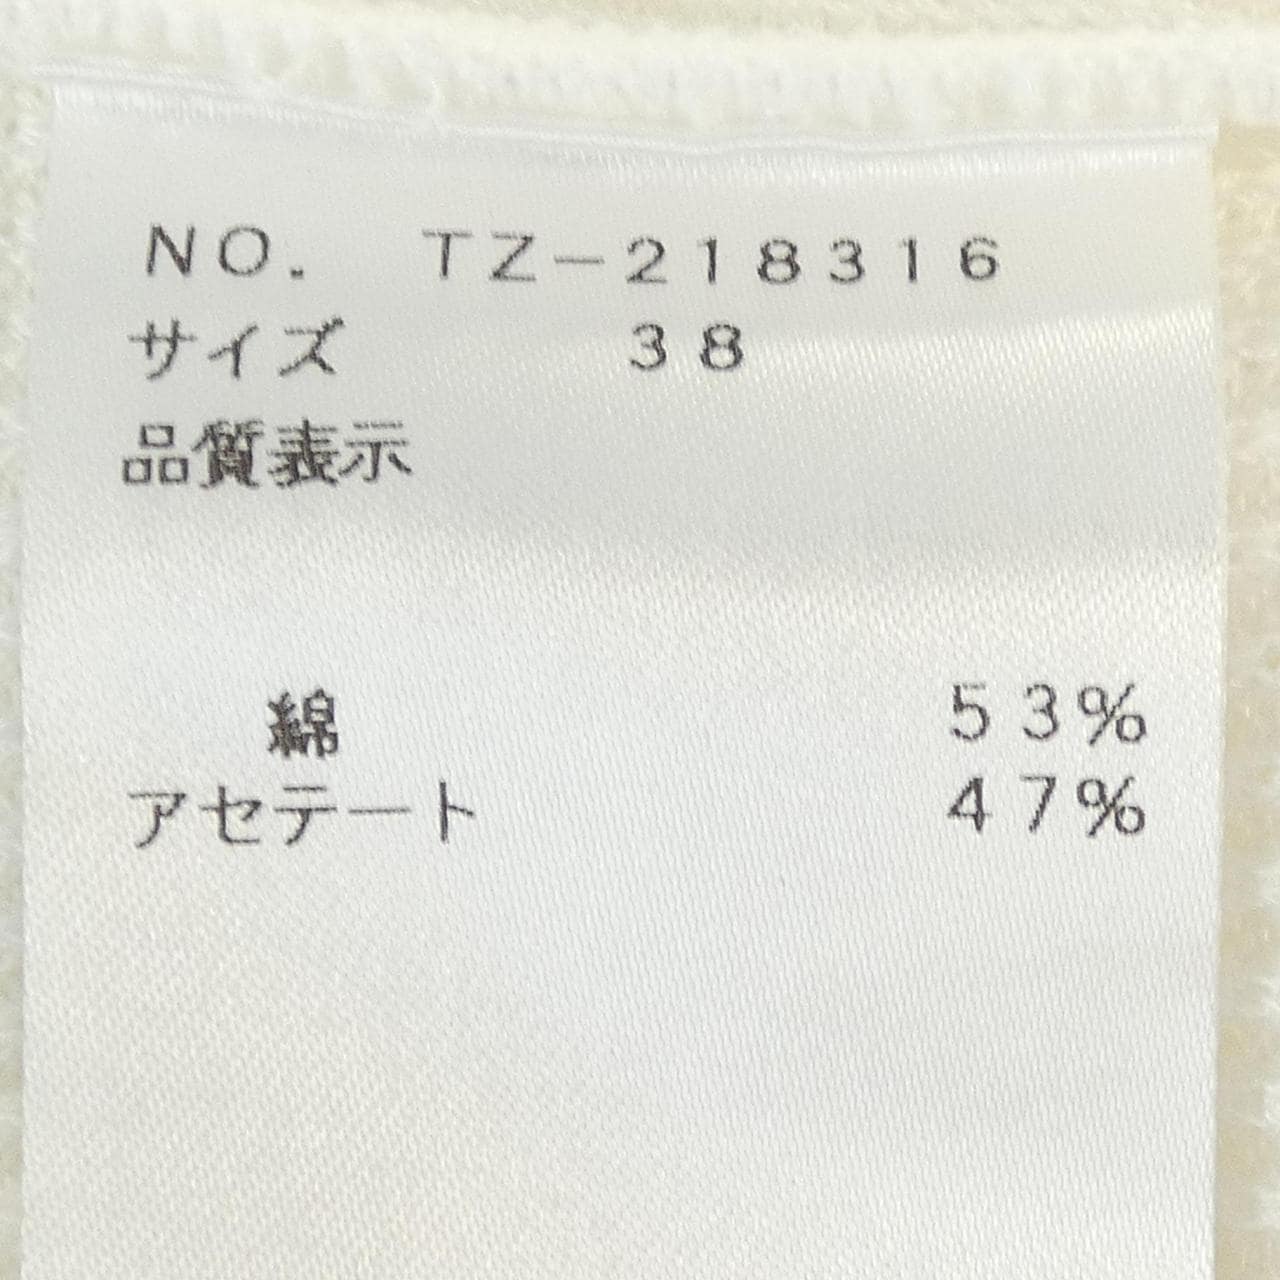 NO. TZ-218316
サイズ 38
品質表示
綿 53%
アセテート 47%